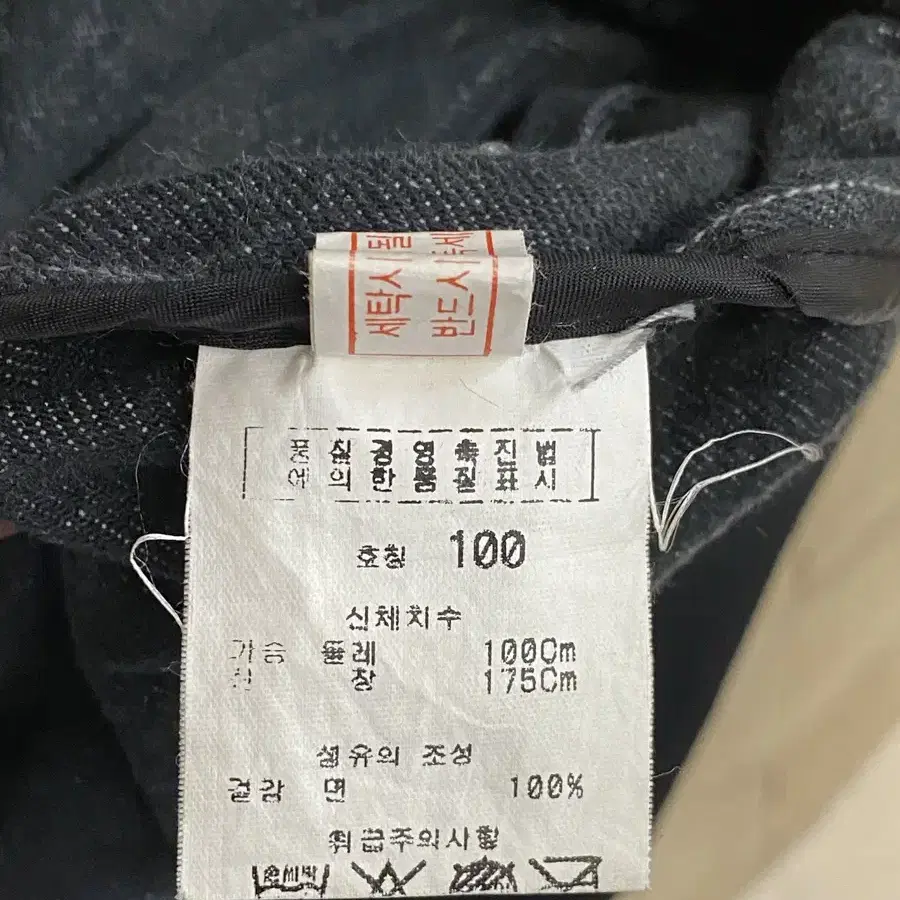 세탁시
반드시
품질경영촉진법
에의한품질표시
호칭 100
신체치수
가슴 둘레 100Cm
신 장 175Cm
섬유의 조성
겉감 면 100%
취급주의사항